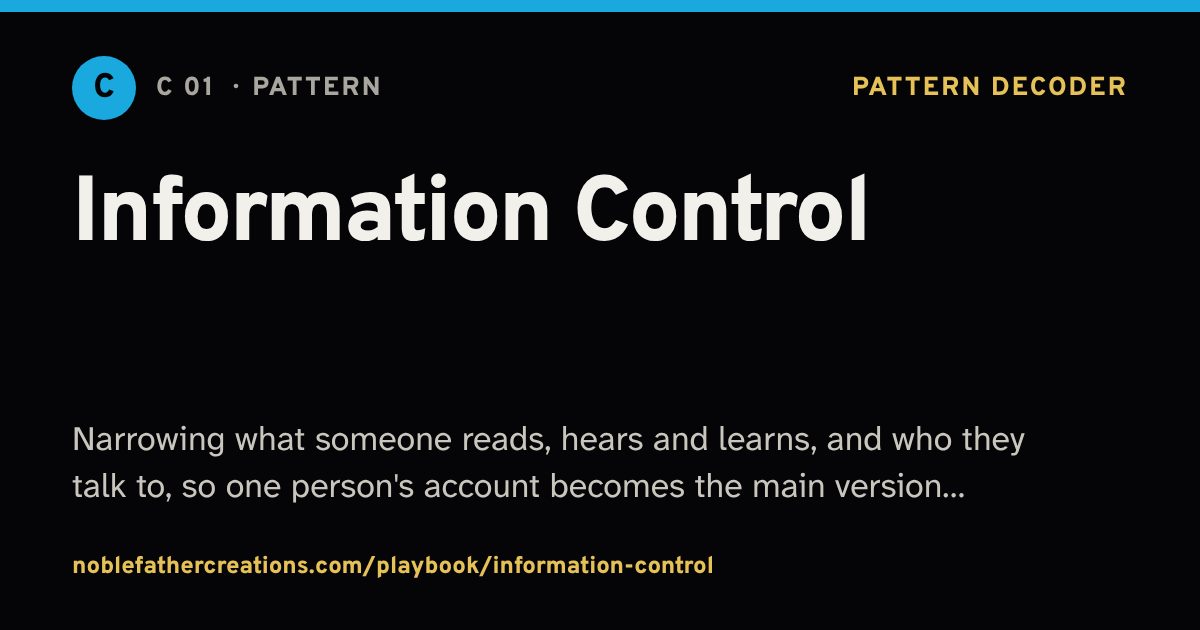 C
C 01 · PATTERN
PATTERN DECODER
Information Control
Narrowing what someone reads, hears and learns, and who they
talk to, so one person's account becomes the main version...
noblefathercreations.com/playbook/information-control